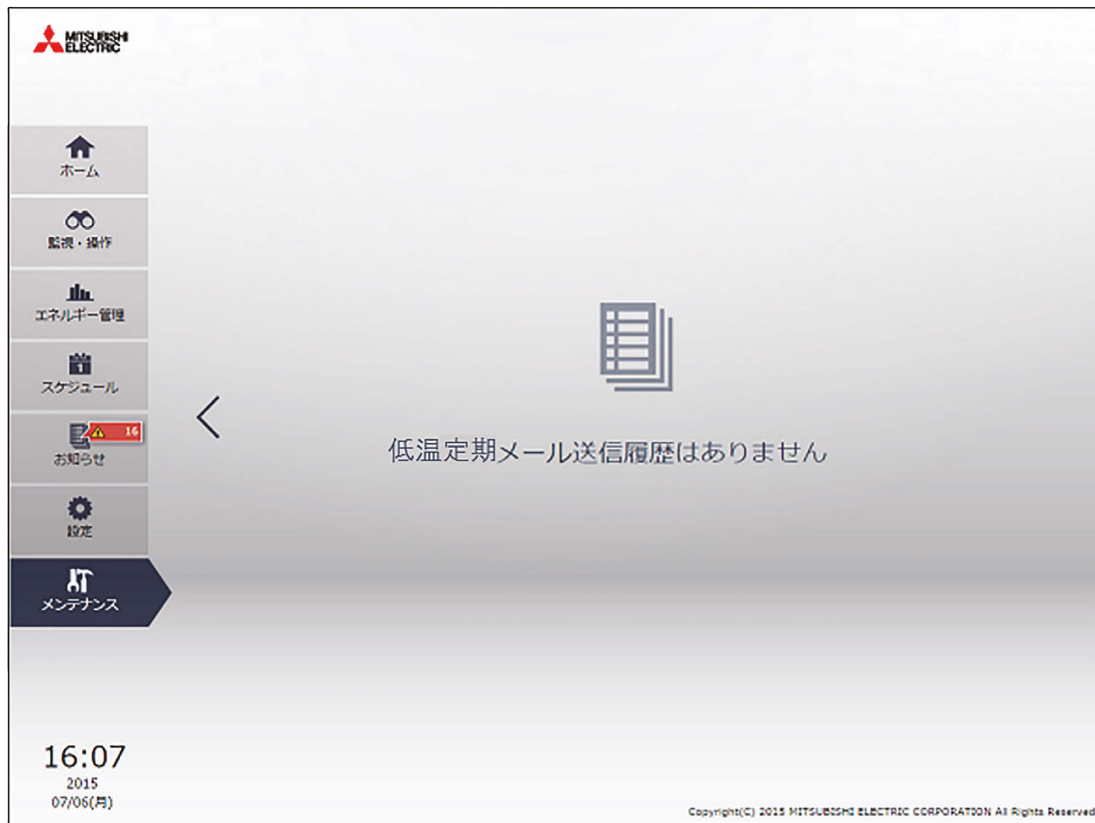 MITSUBISHI
ELECTRIC
ホーム
監視・操作
エネルギー管理
1
スケジュール
16
お知らせ
設定
メンテナンス
低温定期メール送信履歴はありません
16:07
2015
07/06(月)
Copyright(C) 2015 MITSUBISHI ELECTRIC CORPORATION All Rights Reserved